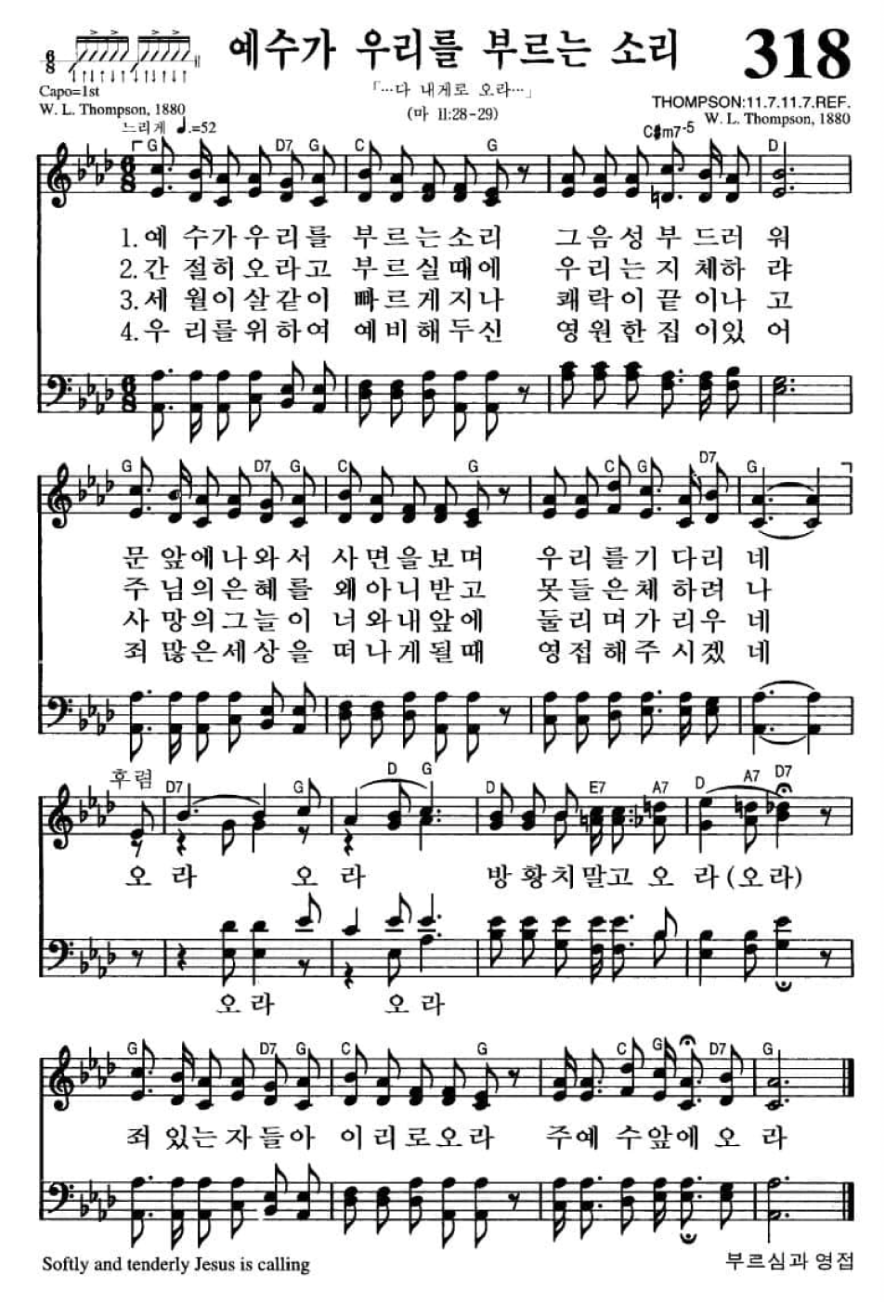 예수가 우리를 부르는 소리 318
6 8
Capo=1st 「…다 내게로 오라…」 THOMPSON:11.7.11.7.REF.
W. L. Thompson, 1880 (마 11:28-29) W. L. Thompson, 1880
느리게 ♩.=52
G D7 G C G C#m7-5 D
1.예 수가우리를 부르는소리 그음성부드러 워
2.간 절히오라고 부르실때에 우리는지체하 랴
3.세 월이살같이 빠르게지나 쾌락이끝이나 고
4.우 리를위하여 예비해두신 영원한집이있 어
G D7 G C G D7 G
문 앞에나와서 사면을보며 우리를기다리 네
주 님의은혜를 왜아니받고 못들은체하려 나
사 망의그늘이 너와내앞에 둘리며가리우 네
죄 많은세상을 떠나게될때 영접해주시겠 네
후렴 D7 G D G D E7 A7 D A7 D7
오 라 오 라 방황치말고 오 라(오라)
오라 오라
G D7 G C G C G D7 G
죄 있는자들아 이리로오라 주예수앞에오 라
Softly and tenderly Jesus is calling 부르심과 영접